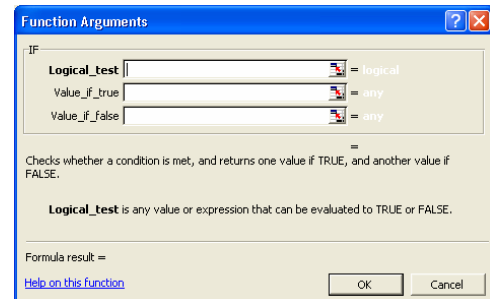 Function Arguments
IF
Logical_test = logical
Value_if_true = any
Value_if_false = any
=
Checks whether a condition is met, and returns one value if TRUE, and another value if
FALSE.
Logical_test is any value or expression that can be evaluated to TRUE or FALSE.
Formula result =
Help on this function OK Cancel